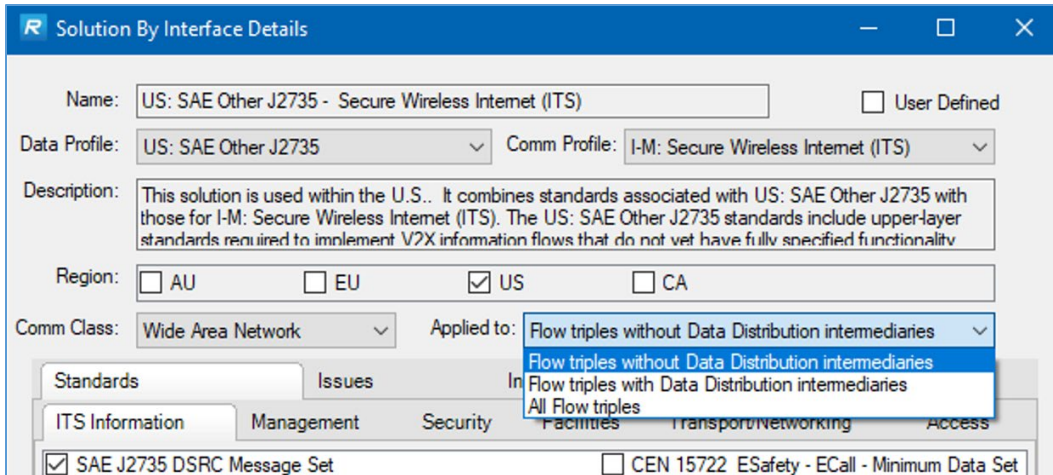 R Solution By Interface Details
Name: US: SAE Other J2735 - Secure Wireless Internet (ITS) User Defined
Data Profile: US: SAE Other J2735 Comm Profile: I-M: Secure Wireless Internet (ITS)
Description: This solution is used within the U.S.. It combines standards associated with US: SAE Other J2735 with
those for I-M: Secure Wireless Internet (ITS). The US: SAE Other J2735 standards include upper-layer
standards required to implement V2X information flows that do not yet have fully specified functionality
Region: AU EU US CA
Comm Class: Wide Area Network Applied to: Flow triples without Data Distribution intermediaries
Flow triples without Data Distribution intermediaries
Standards Issues In Flow triples with Data Distribution intermediaries
All Flow triples
ITS Information Management Security Facilities Transport/Networking Access
SAE J2735 DSRC Message Set CEN 15722 ESafety - ECall - Minimum Data Set